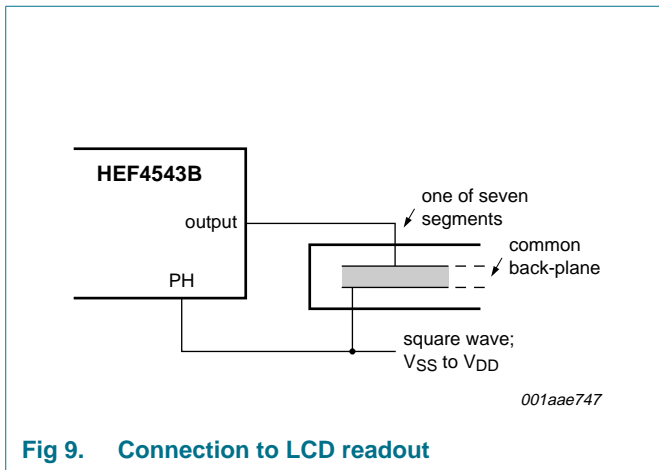 HEF4543B
output
one of seven
segments
common
back-plane
PH
square wave;
VSS to VDD
001aae747
Fig 9. Connection to LCD readout